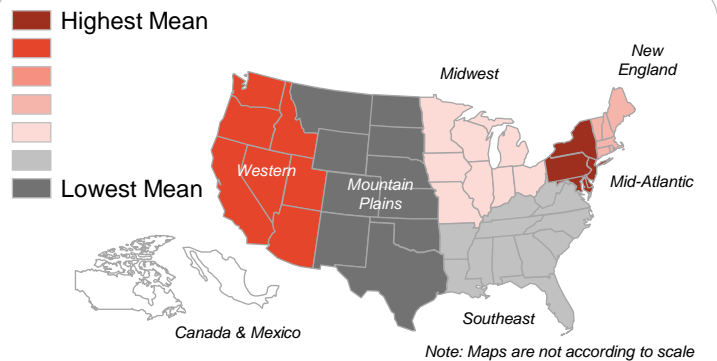 Highest Mean
Lowest Mean
Midwest
New
England
Western
Mountain
Plains
Mid-Atlantic
Southeast
Canada & Mexico
Note: Maps are not according to scale